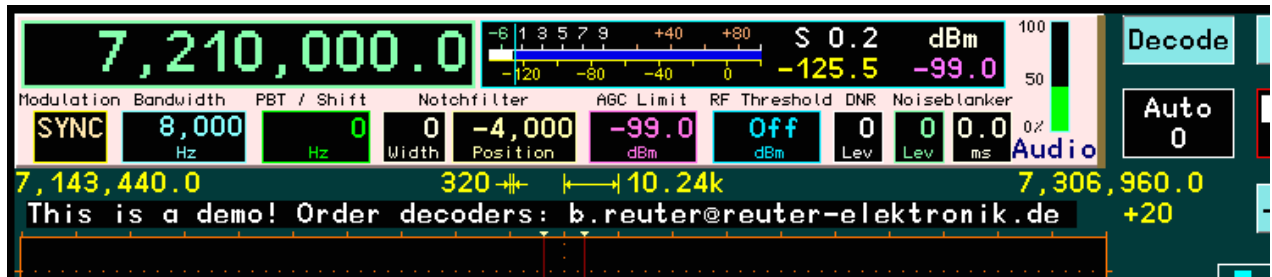 7,210,000.0
-6 1 3 5 7 9 +40 +80
-120 -80 -40 0
S 0.2 dBm
-125.5 -99.0
100
50
0%
Audio
Decode
Auto
0
Modulation Bandwidth PBT / Shift Notchfilter AGC Limit RF Threshold DNR Noiseblanker
SYNC 8,000 0 0 -4,000 -99.0 Off 0 0 0.0
Hz Hz Width Position dBm dBm Lev Lev ms
7,143,440.0 320 10.24k 7,306,960.0
This is a demo! Order decoders: b.reuter@reuter-elektronik.de +20